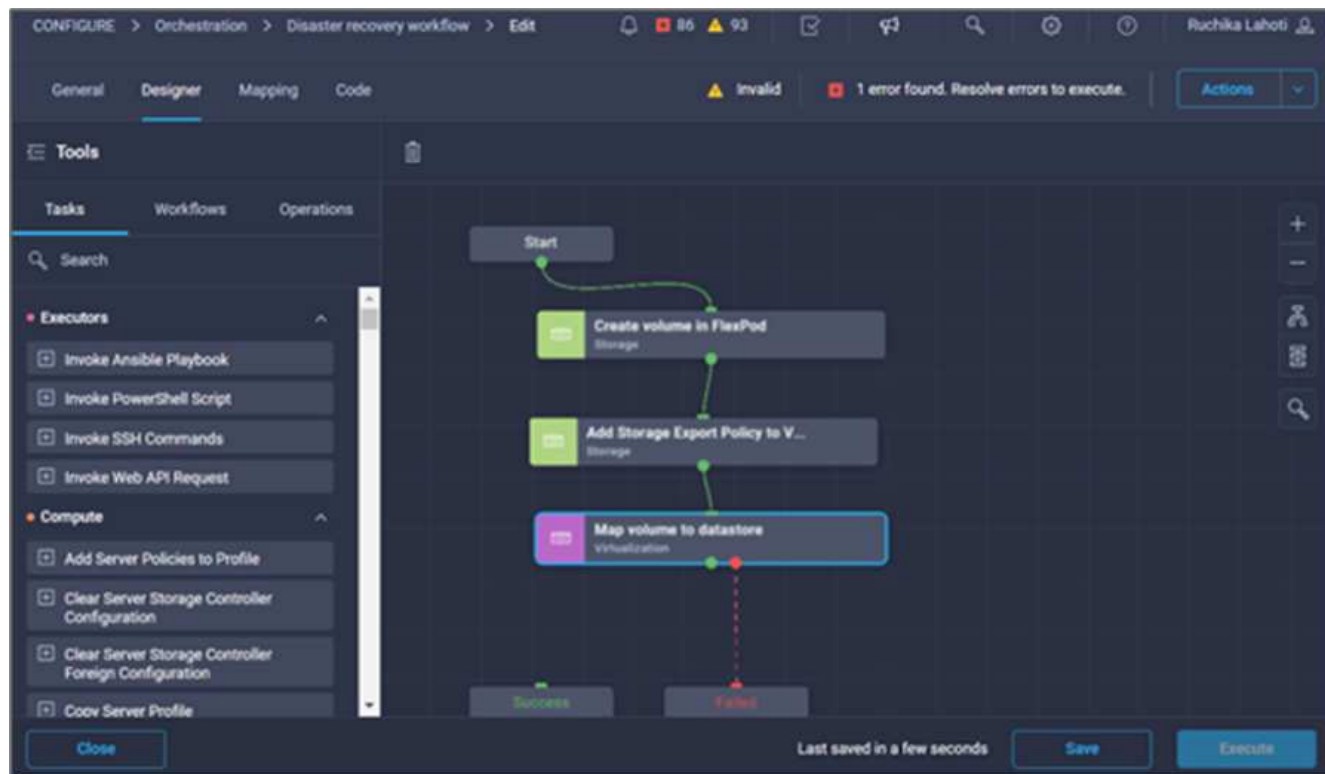 CONFIGURE > Orchestration > Disaster recovery workflow > Edit 86 93 Ruchika Lahoti
General Designer Mapping Code Invalid 1 error found. Resolve errors to execute. Actions
Tools
Tasks Workflows Operations
Search
Executors
Invoke Ansible Playbook
Invoke PowerShell Script
Invoke SSH Commands
Invoke Web API Request
Compute
Add Server Policies to Profile
Clear Server Storage Controller
Configuration
Clear Server Storage Controller
Foreign Configuration
Copy Server Profile
Start
Create volume in FlexPod
Storage
Add Storage Export Policy to V...
Storage
Map volume to datastore
Virtualization
Success Failed
Close Last saved in a few seconds Save Execute